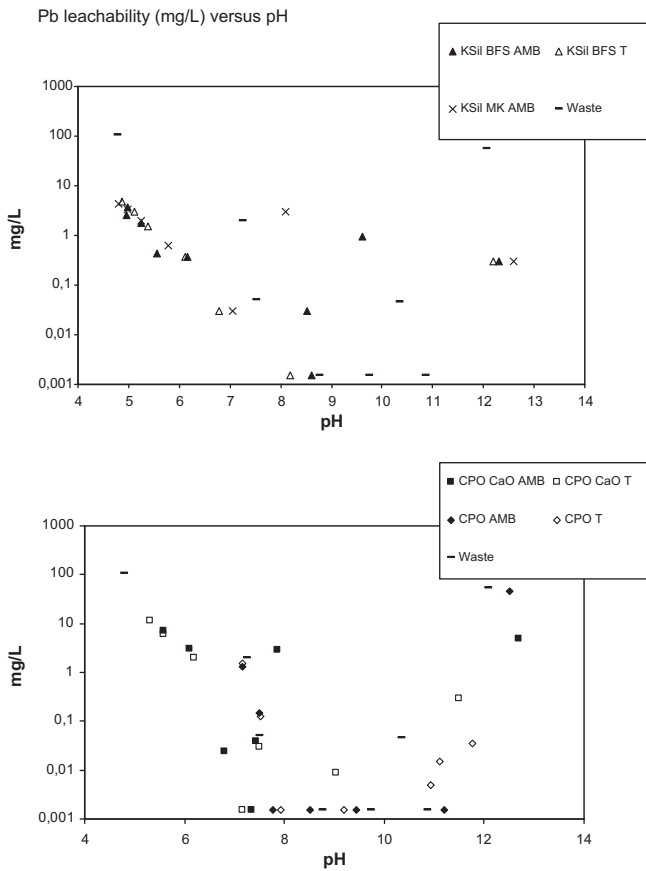 Pb leachability (mg/L) versus pH
KSil BFS AMB KSil BFS T
KSil MK AMB Waste
1000
100
10
1
0,1
0,01
0,001
mg/L
4 5 6 7 8 9 10 11 12 13 14
pH
CPO CaO AMB CPO CaO T
CPO AMB CPO T
Waste
1000
100
10
1
0,1
0,01
0,001
mg/L
4 6 8 10 12 14
pH